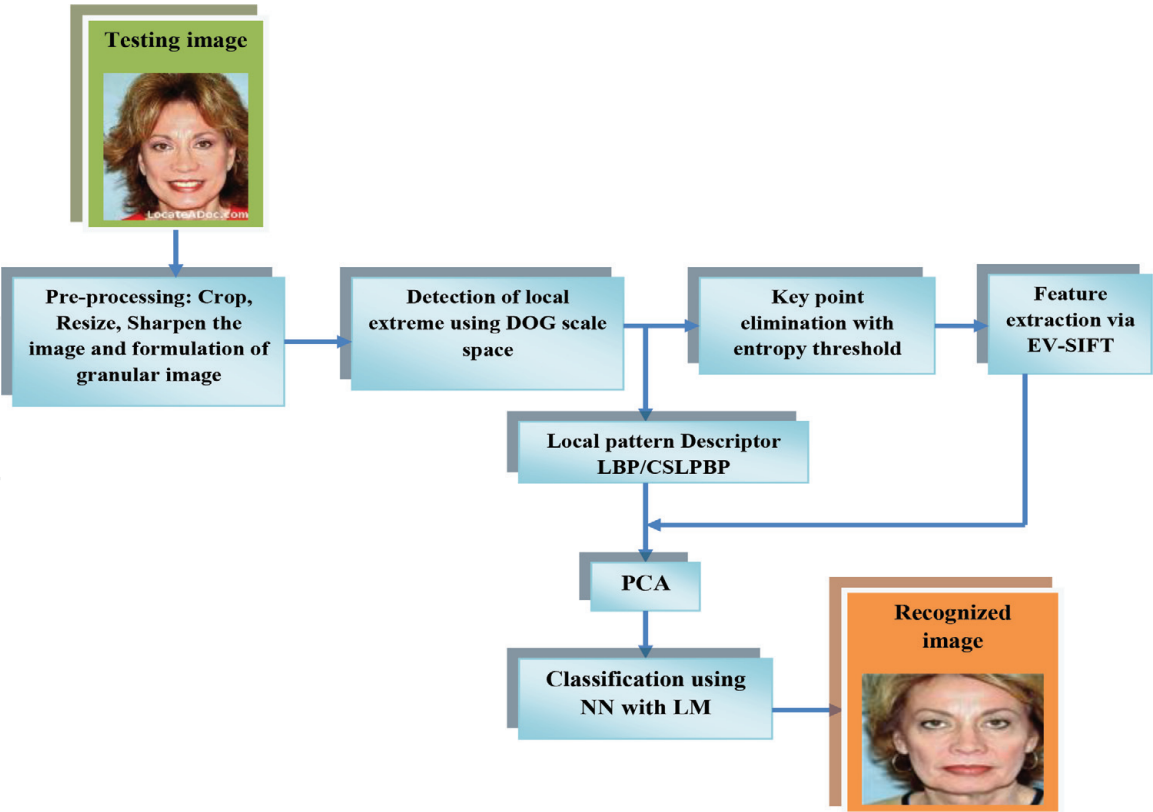 Testing image
LocateADoc.com
Pre-processing: Crop,
Resize, Sharpen the
image and formulation of
granular image
Detection of local
extreme using DOG scale
space
Key point
elimination with
entropy threshold
Feature
extraction via
EV-SIFT
Local pattern Descriptor
LBP/CSLPBP
PCA
Classification using
NN with LM
Recognized
image